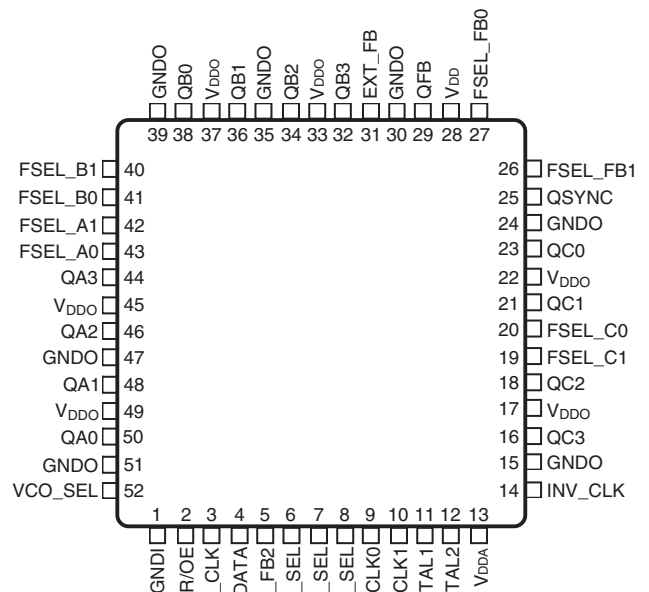 GNDO
QB0
VDDO
QB1
GNDO
QB2
VDDO
QB3
EXT_FB
GNDO
QFB
VDD
FSEL_FB0
39 38 37 36 35 34 33 32 31 30 29 28 27
FSEL_B1 40
FSEL_B0 41
FSEL_A1 42
FSEL_A0 43
QA3 44
VDDO 45
QA2 46
GNDO 47
QA1 48
VDDO 49
QA0 50
GNDO 51
VCO_SEL 52
26 FSEL_FB1
25 QSYNC
24 GNDO
23 QC0
22 VDDO
21 QC1
20 FSEL_C0
19 FSEL_C1
18 QC2
17 VDDO
16 QC3
15 GNDO
14 INV_CLK
1 2 3 4 5 6 7 8 9 10 11 12 13
GNDI
R/OE
_CLK
DATA
_FB2
_SEL
_SEL
_SEL
CLK0
CLK1
TAL1
TAL2
VDDA